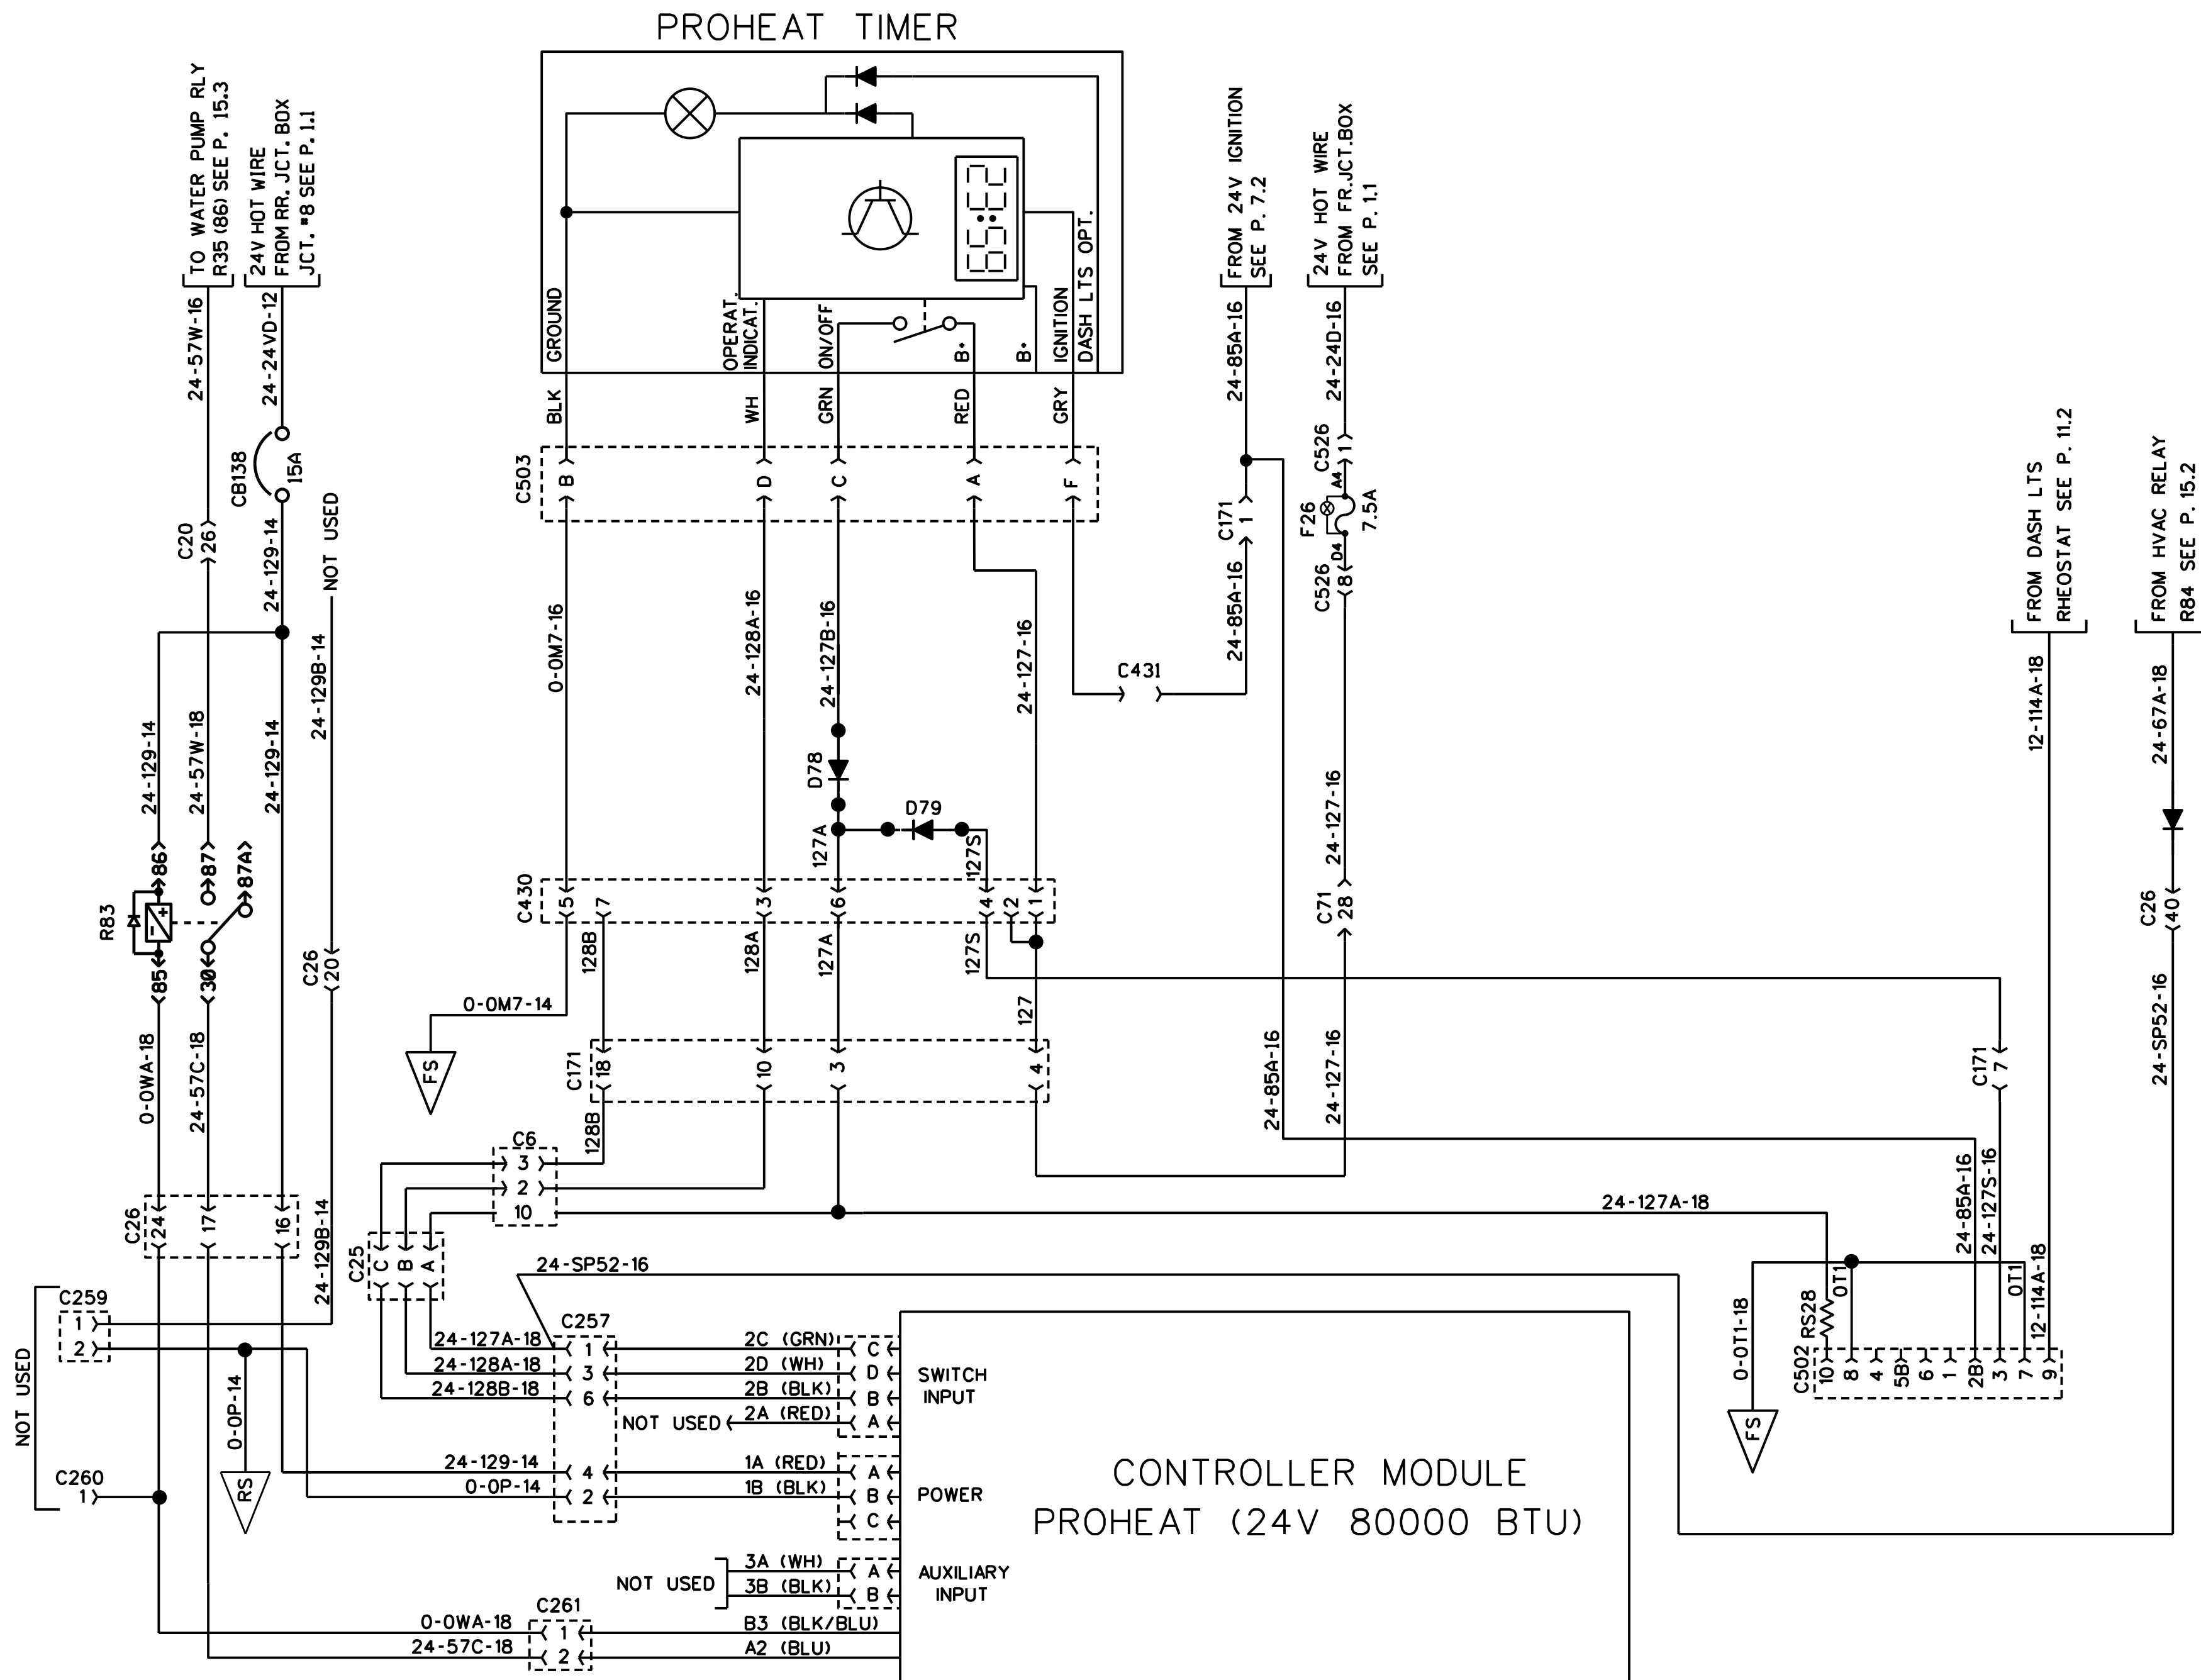 PROHEAT TIMER
TO WATER PUMP RLY
R35 (86) SEE P. 15.3
24V HOT WIRE
FROM RR. JCT. BOX
JCT. #8 SEE P. 1.1
24-57W-16
24-24VD-12
CB138
15A
C20
26
24-129-14
NOT USED
24-129B-14
24-129-14
24-57W-18
24-129-14
86
87
87A
R83
85
30
C26
20
0-0WA-18
24-57C-18
C26
24
17
16
24-129B-14
GROUND
OPERAT.
INDICAT.
ON/OFF
B+
B+
IGNITION
DASH LTS OPT.
BLK
WH
GRN
RED
GRY
C503
B
D
C
A
F
0-0M7-16
24-128A-16
24-127B-16
24-127-16
D78
D79
127A
127S
C430
5
7
3
6
4
2
1
128B
128A
127A
127S
127
0-0M7-14
FS
C171
18
10
3
4
128B
C6
3
2
10
C25
C
B
A
FROM 24V IGNITION
SEE P. 7.2
24V HOT WIRE
FROM FR.JCT.BOX
SEE P. 1.1
24-85A-16
24-24D-16
C171
1
24-85A-16
C431
C526
1
A4
F26
7.5A
D4
C526
8
24-127-16
C71
28
24-85A-16
24-127-16
FROM DASH LTS
RHEOSTAT SEE P. 11.2
FROM HVAC RELAY
R84 SEE P. 15.2
12-114A-18
24-67A-18
C26
40
24-SP52-16
C171
7
24-127A-18
24-85A-16
24-127S-16
12-114A-18
0T1
0T1
RS28
0-0T1-18
FS
C502
10
8
4
5B
6
1
2B
3
7
9
24-SP52-16
C259
1
2
NOT USED
0-0P-14
RS
C260
1
C257
24-127A-18
1
2C (GRN)
C
24-128A-18
3
2D (WH)
D
SWITCH
INPUT
24-128B-18
6
2B (BLK)
B
NOT USED
2A (RED)
A
24-129-14
4
1A (RED)
A
0-0P-14
2
1B (BLK)
B
POWER
C
CONTROLLER MODULE
PROHEAT (24V 80000 BTU)
NOT USED
3A (WH)
A
3B (BLK)
B
AUXILIARY
INPUT
C261
0-0WA-18
1
B3 (BLK/BLU)
24-57C-18
2
A2 (BLU)